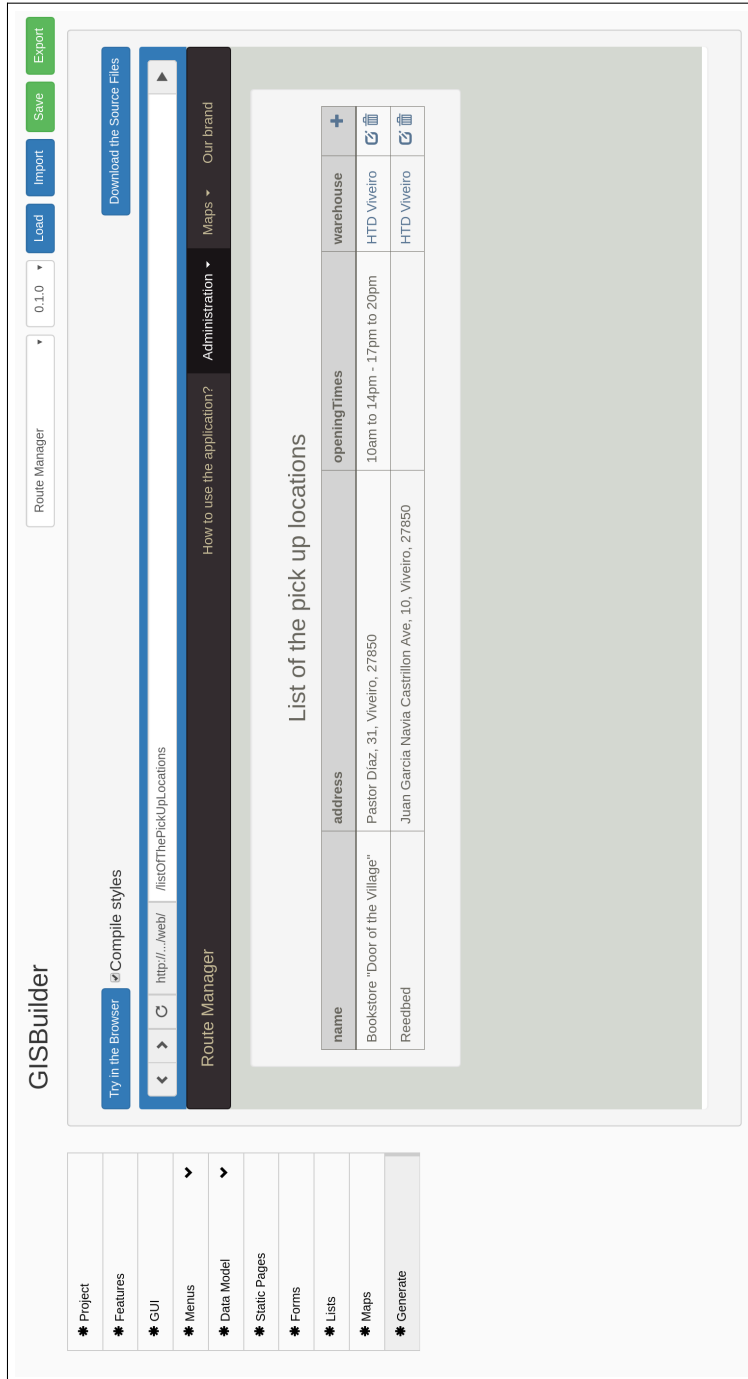 GISBuilder
Route Manager 0.1.0 Load Import Save Export
Project
Features
GUI
Menus
Data Model
Static Pages
Forms
Lists
Maps
Generate
Try in the Browser Compile styles Download the Source Files
http://.../web/ /listOfThePickUpLocations
Route Manager How to use the application? Administration Maps Our brand
List of the pick up locations
name address openingTimes warehouse
Bookstore "Door of the Village" Pastor Díaz, 31, Viveiro, 27850 10am to 14pm - 17pm to 20pm HTD Viveiro
Reedbed Juan Garcia Navia Castrillon Ave, 10, Viveiro, 27850 HTD Viveiro